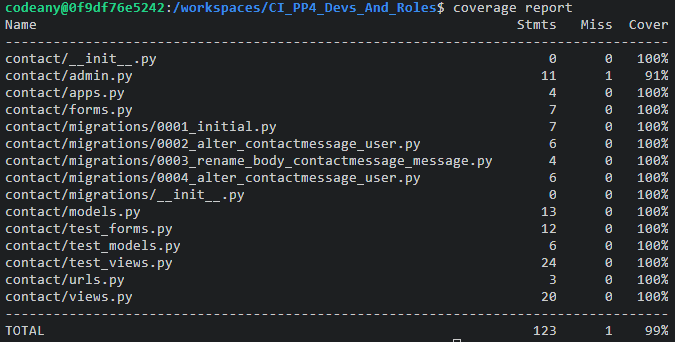 codeany@0f9df76e5242:/workspaces/CI_PP4_Devs_And_Roles$ coverage report
Name Stmts Miss Cover
--------------------------------------------------------------------------------------
contact/__init__.py 0 0 100%
contact/admin.py 11 1 91%
contact/apps.py 4 0 100%
contact/forms.py 7 0 100%
contact/migrations/0001_initial.py 7 0 100%
contact/migrations/0002_alter_contactmessage_user.py 6 0 100%
contact/migrations/0003_rename_body_contactmessage_message.py 4 0 100%
contact/migrations/0004_alter_contactmessage_user.py 6 0 100%
contact/migrations/__init__.py 0 0 100%
contact/models.py 13 0 100%
contact/test_forms.py 12 0 100%
contact/test_models.py 6 0 100%
contact/test_views.py 24 0 100%
contact/urls.py 3 0 100%
contact/views.py 20 0 100%
--------------------------------------------------------------------------------------
TOTAL 123 1 99%